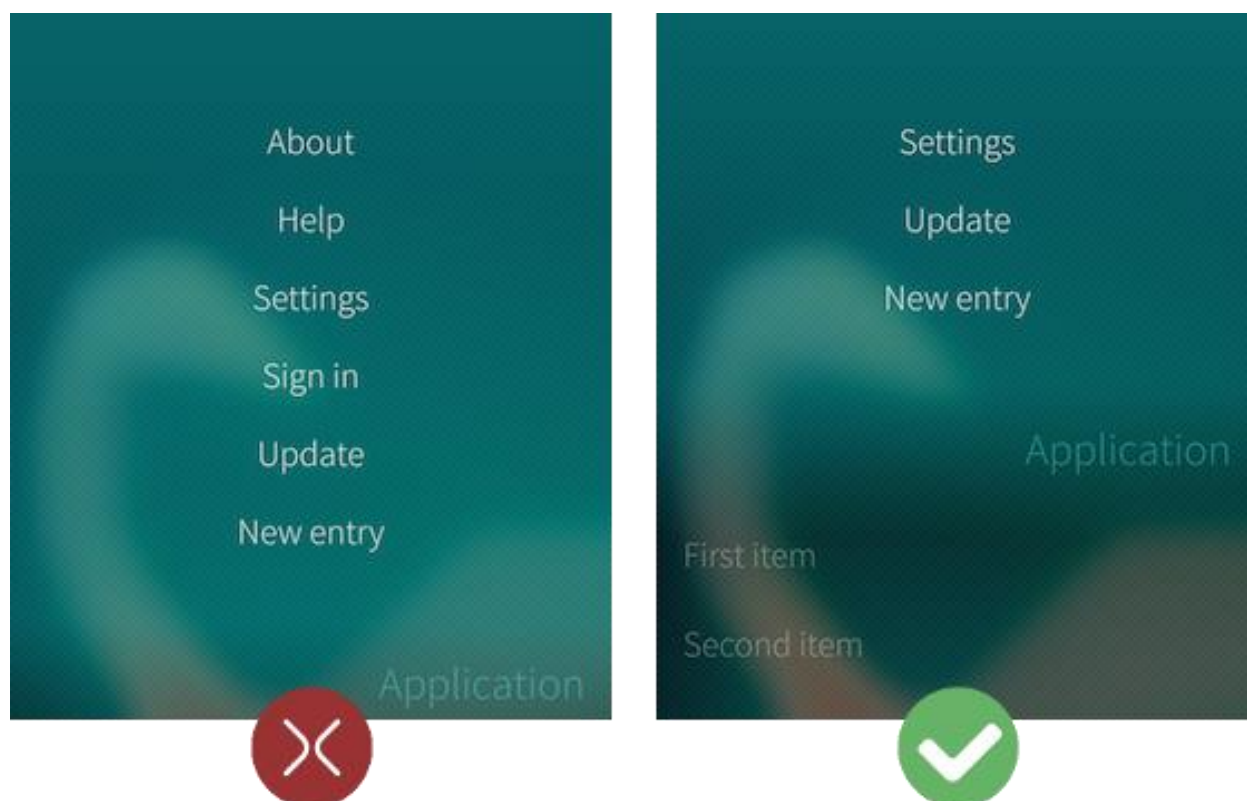 About
Help
Settings
Sign in
Update
New entry
Application
Settings
Update
New entry
Application
First item
Second item